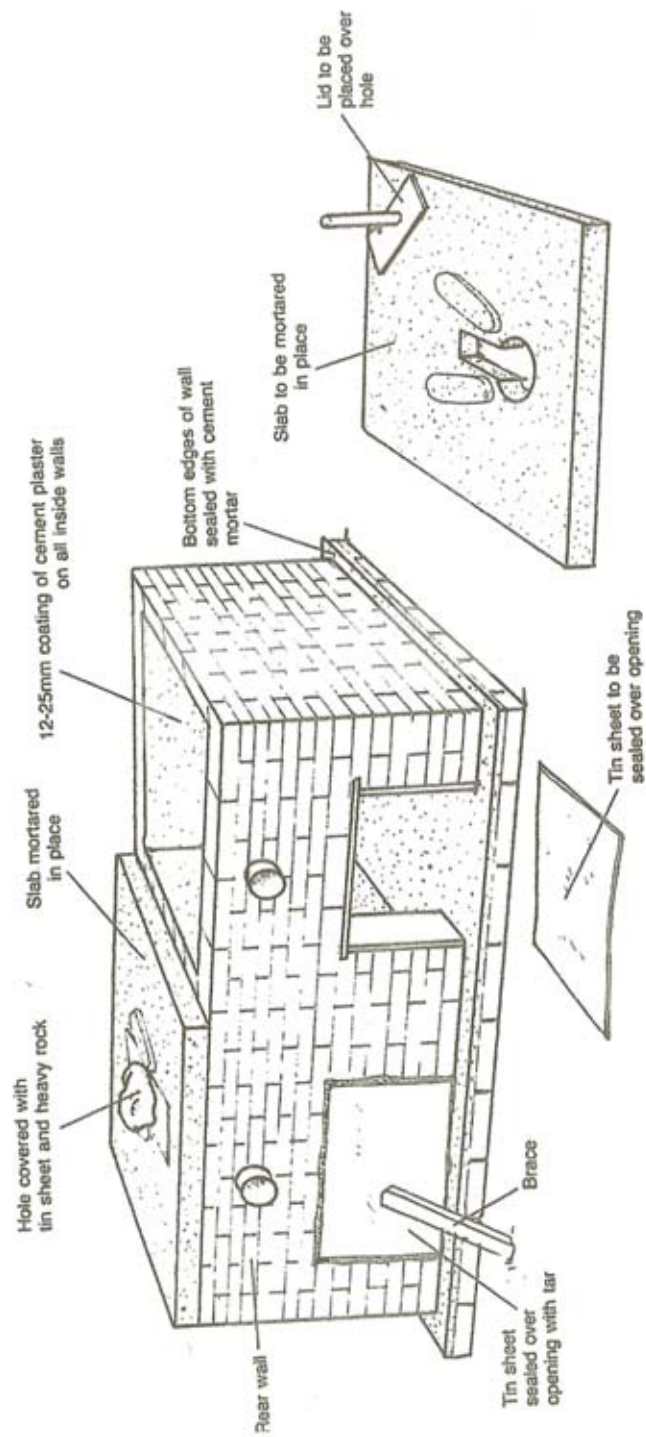 Hole covered with
tin sheet and heavy rock
Slab mortared
in place
12-25mm coating of cement plaster
on all inside walls
Bottom edges of wall
sealed with cement
mortar
Slab to be mortared
in place
Lid to be
placed over
hole
Rear wall
Tin sheet
sealed over
opening with tar
Brace
Tin sheet to be
sealed over opening